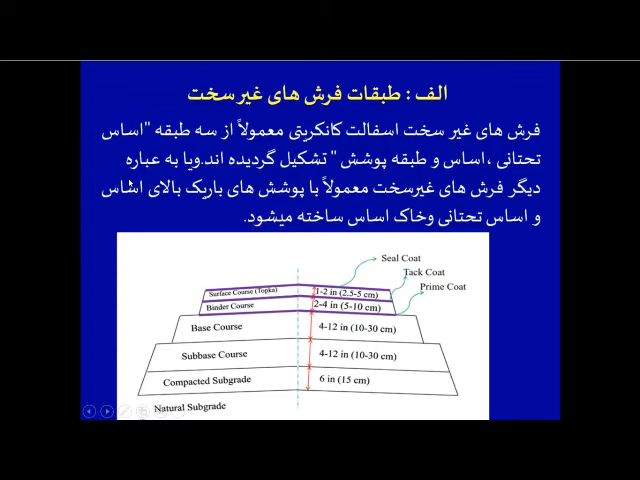 الف : طبقات فرش های غیر سخت
فرش های غیر سخت اسفالت کانکریتی معمولاً از سه طبقه "اساس
تحتانی ، اساس و طبقه پوشش " تشکیل گردیده اند.ویا به عباره
دیگر فرش های غیرسخت معمولاً با پوشش های باریک بالای اساس
و اساس تحتانی وخاک اساس ساخته میشود.
Seal Coat
Tack Coat
Prime Coat
Surface Course (Topka) 1-2 in (2.5-5 cm)
Binder Course 2-4 in (5-10 cm)
Base Course 4-12 in (10-30 cm)
Subbase Course 4-12 in (10-30 cm)
Compacted Subgrade 6 in (15 cm)
Natural Subgrade